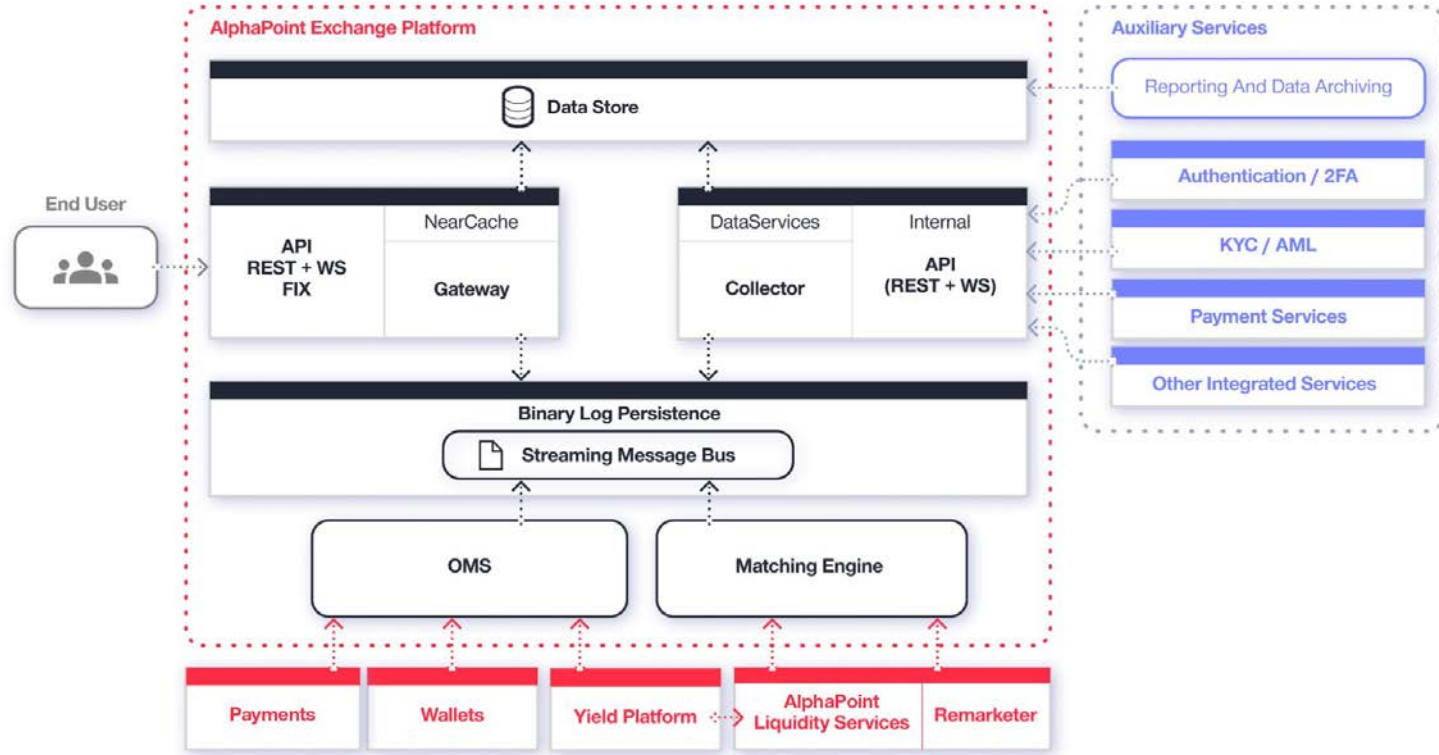 AlphaPoint Exchange Platform
Auxiliary Services
Data Store
Reporting And Data Archiving
Authentication / 2FA
KYC / AML
Payment Services
Other Integrated Services
End User
API
REST + WS
FIX
NearCache
Gateway
DataServices
Collector
Internal
API
(REST + WS)
Binary Log Persistence
Streaming Message Bus
OMS
Matching Engine
Payments
Wallets
Yield Platform
AlphaPoint
Liquidity Services
Remarketer